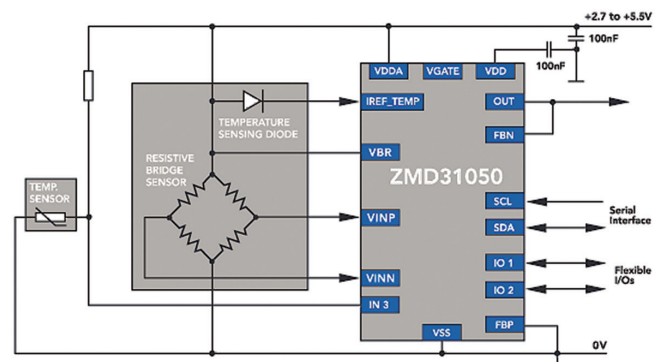 +2.7 to +5.5V
100nF
100nF
VDDA
VGATE
VDD
IREF_TEMP
OUT
TEMPERATURE
SENSING DIODE
FBN
RESISTIVE
BRIDGE
SENSOR
VBR
ZMD31050
TEMP.
SENSOR
SCL
Serial
Interface
VINP
SDA
IO 1
Flexible
I/Os
VINN
IO 2
IN 3
FBP
VSS
0V